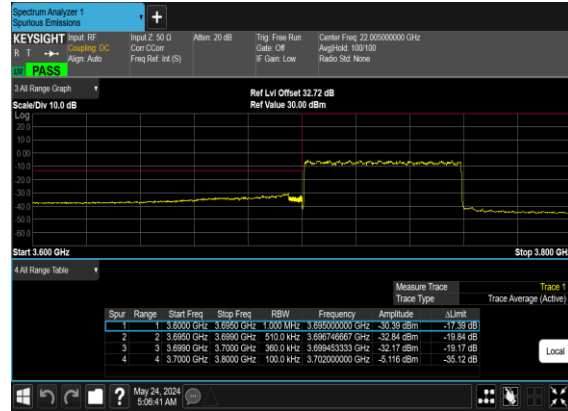 Spectrum Analyzer 1
Spurious Emissions
KEYSIGHT Input: RF Input Z: 50 Ω Atten: 20 dB Trig: Free Run Center Freq: 22.005000000 GHz
R T Coupling: DC Corr CCorr Gate: Off Avg|Hold: 100/100
Align: Auto Freq Ref: Int (S) IF Gain: Low Radio Std: None
PASS
3 All Range Graph
Ref Lvl Offset 32.72 dB
Scale/Div 10.0 dB Ref Value 30.00 dBm
Log
20.0
10.0
0.00
-10.0
-20.0
-30.0
-40.0
-50.0
-60.0
Start 3.600 GHz Stop 3.800 GH
4 All Range Table
Measure Trace Trace 1
Trace Type Trace Average (Active)
Spur Range Start Freq Stop Freq RBW Frequency Amplitude ΔLimit
1 1 3.6000 GHz 3.6950 GHz 1.000 MHz 3.695000000 GHz -30.39 dBm -17.39 dB
2 2 3.6950 GHz 3.6990 GHz 510.0 kHz 3.696746667 GHz -32.84 dBm -19.84 dB
3 3 3.6990 GHz 3.7000 GHz 360.0 kHz 3.699453333 GHz -32.17 dBm -19.17 dB
4 4 3.7000 GHz 3.8000 GHz 100.0 kHz 3.702000000 GHz -5.116 dBm -35.12 dB
Local
May 24, 2024
5:06:41 AM